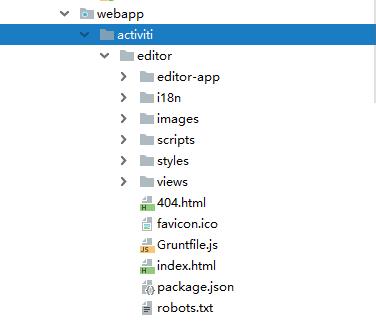 webapp
activiti
editor
editor-app
i18n
images
scripts
styles
views
404.html
favicon.ico
Gruntfile.js
index.html
package.json
robots.txt